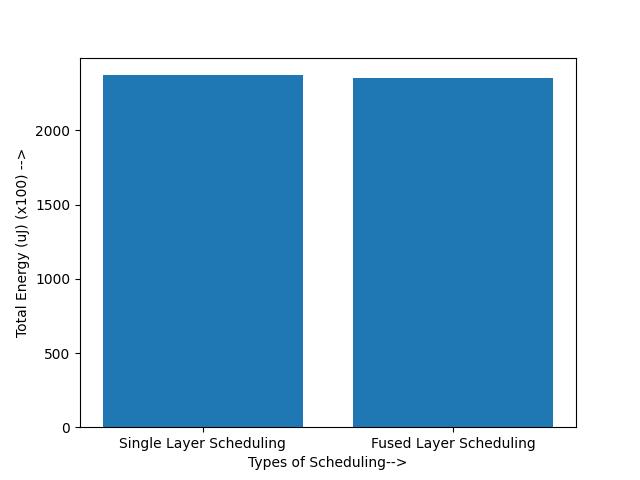 Total Energy (uJ) (x100) -->
2000
1500
1000
500
0
Single Layer Scheduling Fused Layer Scheduling
Types of Scheduling-->